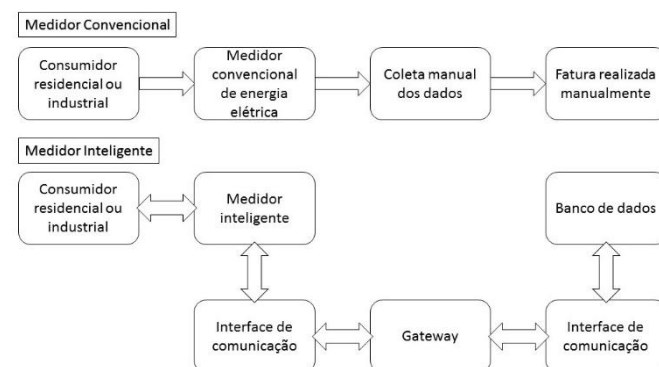 Medidor Convencional
Consumidor
residencial ou
industrial
Medidor
convencional
de energia
elétrica
Coleta manual
dos dados
Fatura realizada
manualmente
Medidor Inteligente
Consumidor
residencial ou
industrial
Medidor
inteligente
Banco de dados
Interface de
comunicação
Gateway
Interface de
comunicação